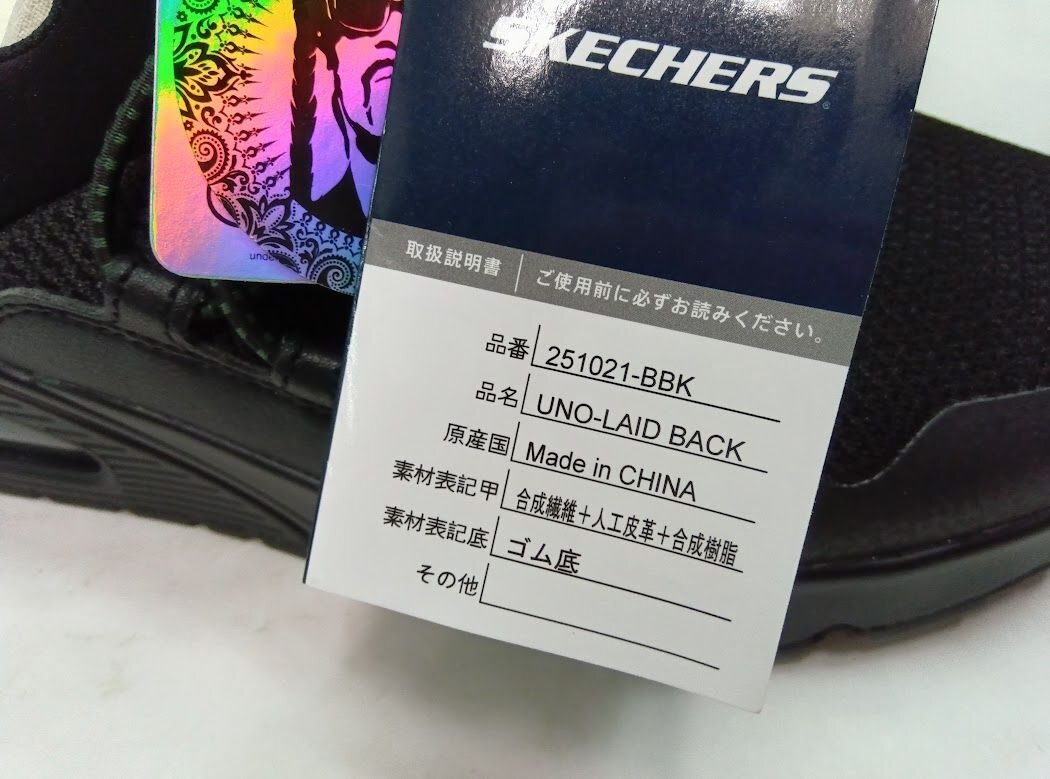 SKECHERS
取扱説明書 ご使用前に必ずお読みください。
品番 251021-BBK
品名 UNO-LAID BACK
原産国 Made in CHINA
素材表記甲 合成繊維+人工皮革+合成樹脂
素材表記底 ゴム底
その他